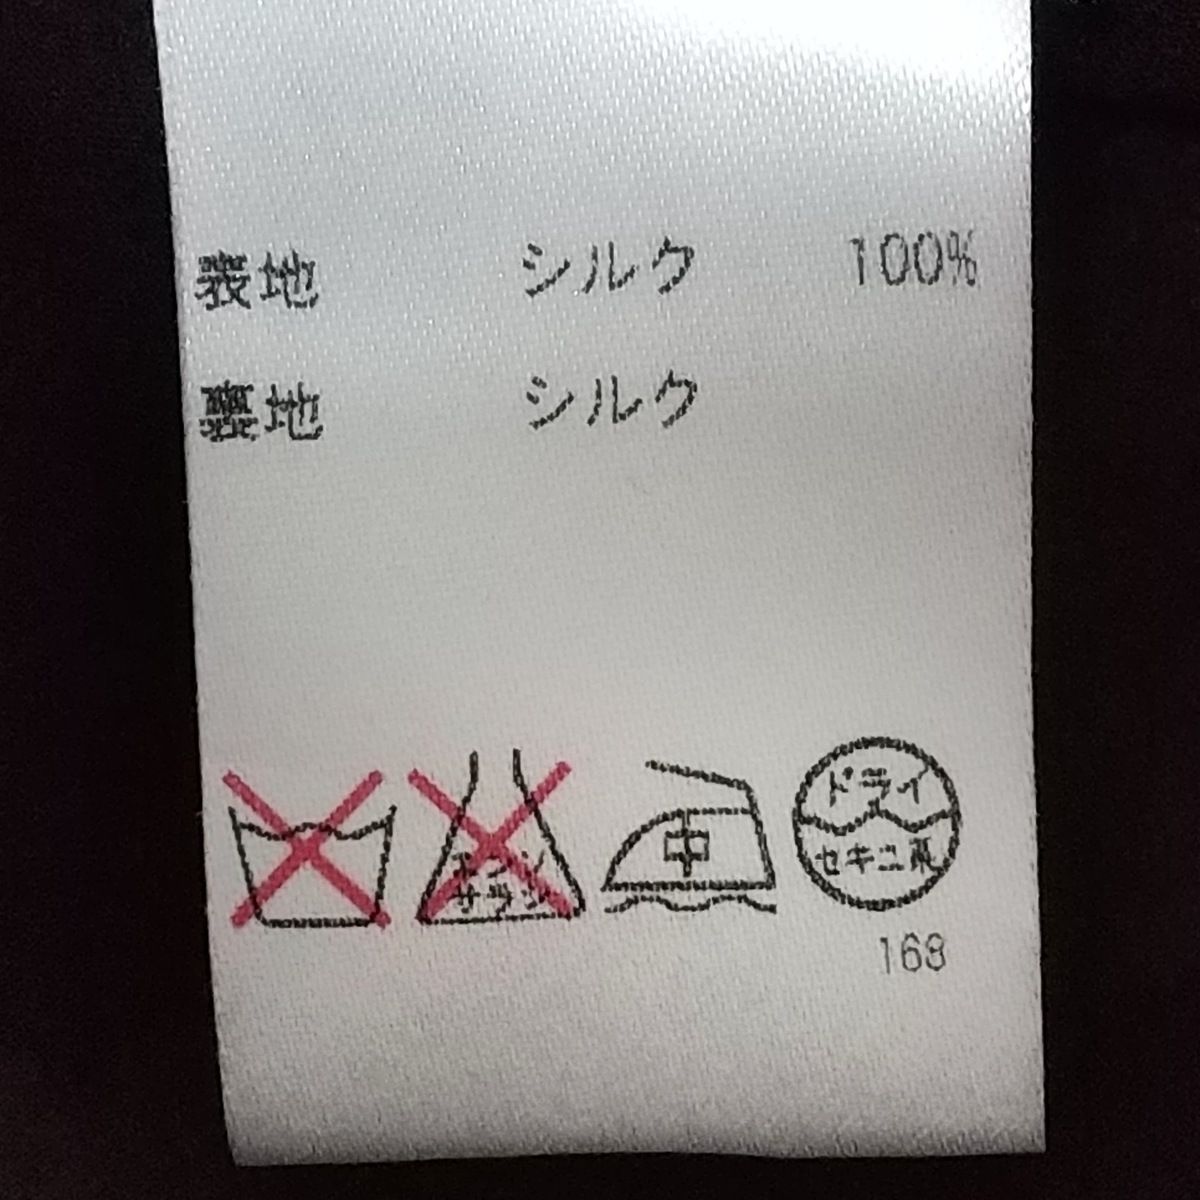 表地 シルク 100%
裏地 シルク
エンソ
サラシ
中
ドライ
セキユ系
168